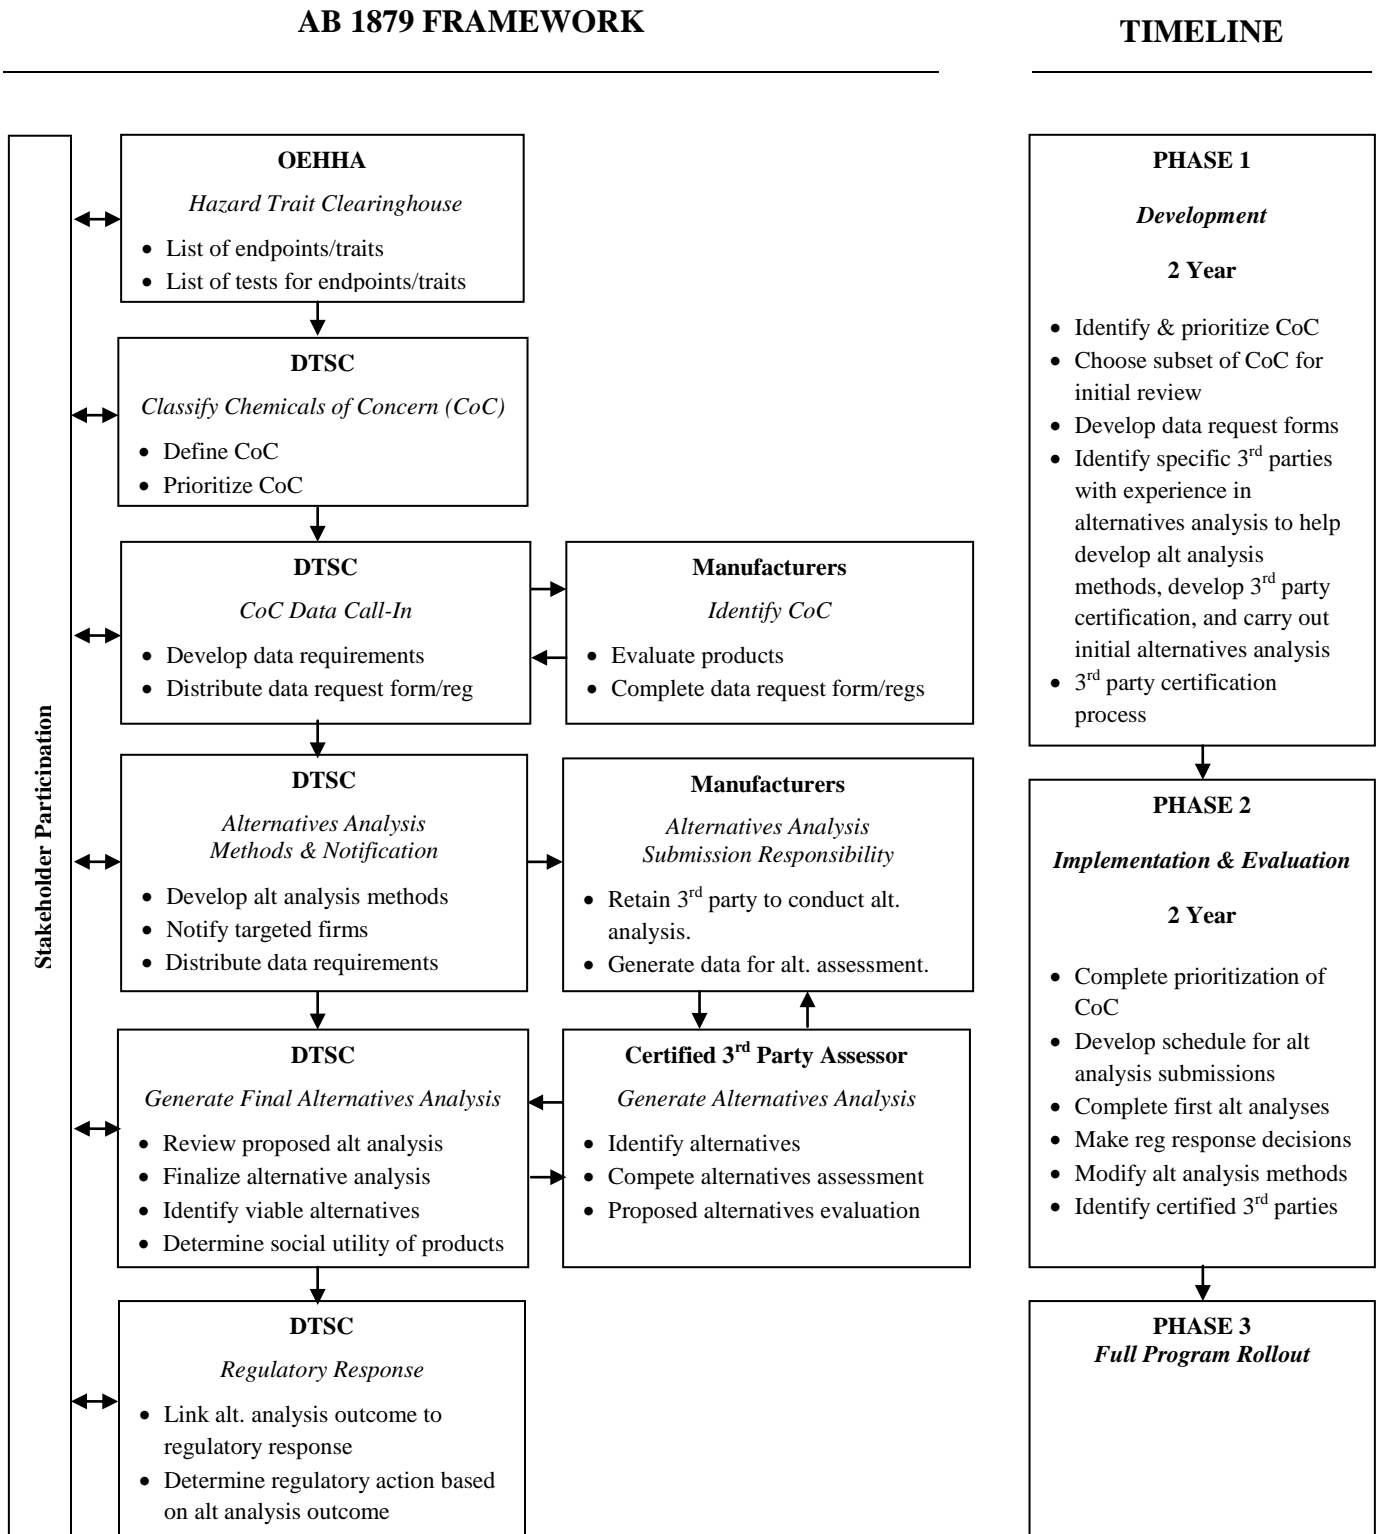 AB 1879 FRAMEWORK
TIMELINE
Stakeholder Participation
OEHHA
Hazard Trait Clearinghouse
• List of endpoints/traits
• List of tests for endpoints/traits
DTSC
Classify Chemicals of Concern (CoC)
• Define CoC
• Prioritize CoC
DTSC
CoC Data Call-In
• Develop data requirements
• Distribute data request form/reg
Manufacturers
Identify CoC
• Evaluate products
• Complete data request form/regs
DTSC
Alternatives Analysis
Methods & Notification
• Develop alt analysis methods
• Notify targeted firms
• Distribute data requirements
Manufacturers
Alternatives Analysis
Submission Responsibility
• Retain 3rd party to conduct alt.
analysis.
• Generate data for alt. assessment.
DTSC
Generate Final Alternatives Analysis
• Review proposed alt analysis
• Finalize alternative analysis
• Identify viable alternatives
• Determine social utility of products
Certified 3rd Party Assessor
Generate Alternatives Analysis
• Identify alternatives
• Compete alternatives assessment
• Proposed alternatives evaluation
DTSC
Regulatory Response
• Link alt. analysis outcome to
regulatory response
• Determine regulatory action based
on alt analysis outcome
PHASE 1
Development
2 Year
• Identify & prioritize CoC
• Choose subset of CoC for
initial review
• Develop data request forms
• Identify specific 3rd parties
with experience in
alternatives analysis to help
develop alt analysis
methods, develop 3rd party
certification, and carry out
initial alternatives analysis
• 3rd party certification
process
PHASE 2
Implementation & Evaluation
2 Year
• Complete prioritization of
CoC
• Develop schedule for alt
analysis submissions
• Complete first alt analyses
• Make reg response decisions
• Modify alt analysis methods
• Identify certified 3rd parties
PHASE 3
Full Program Rollout